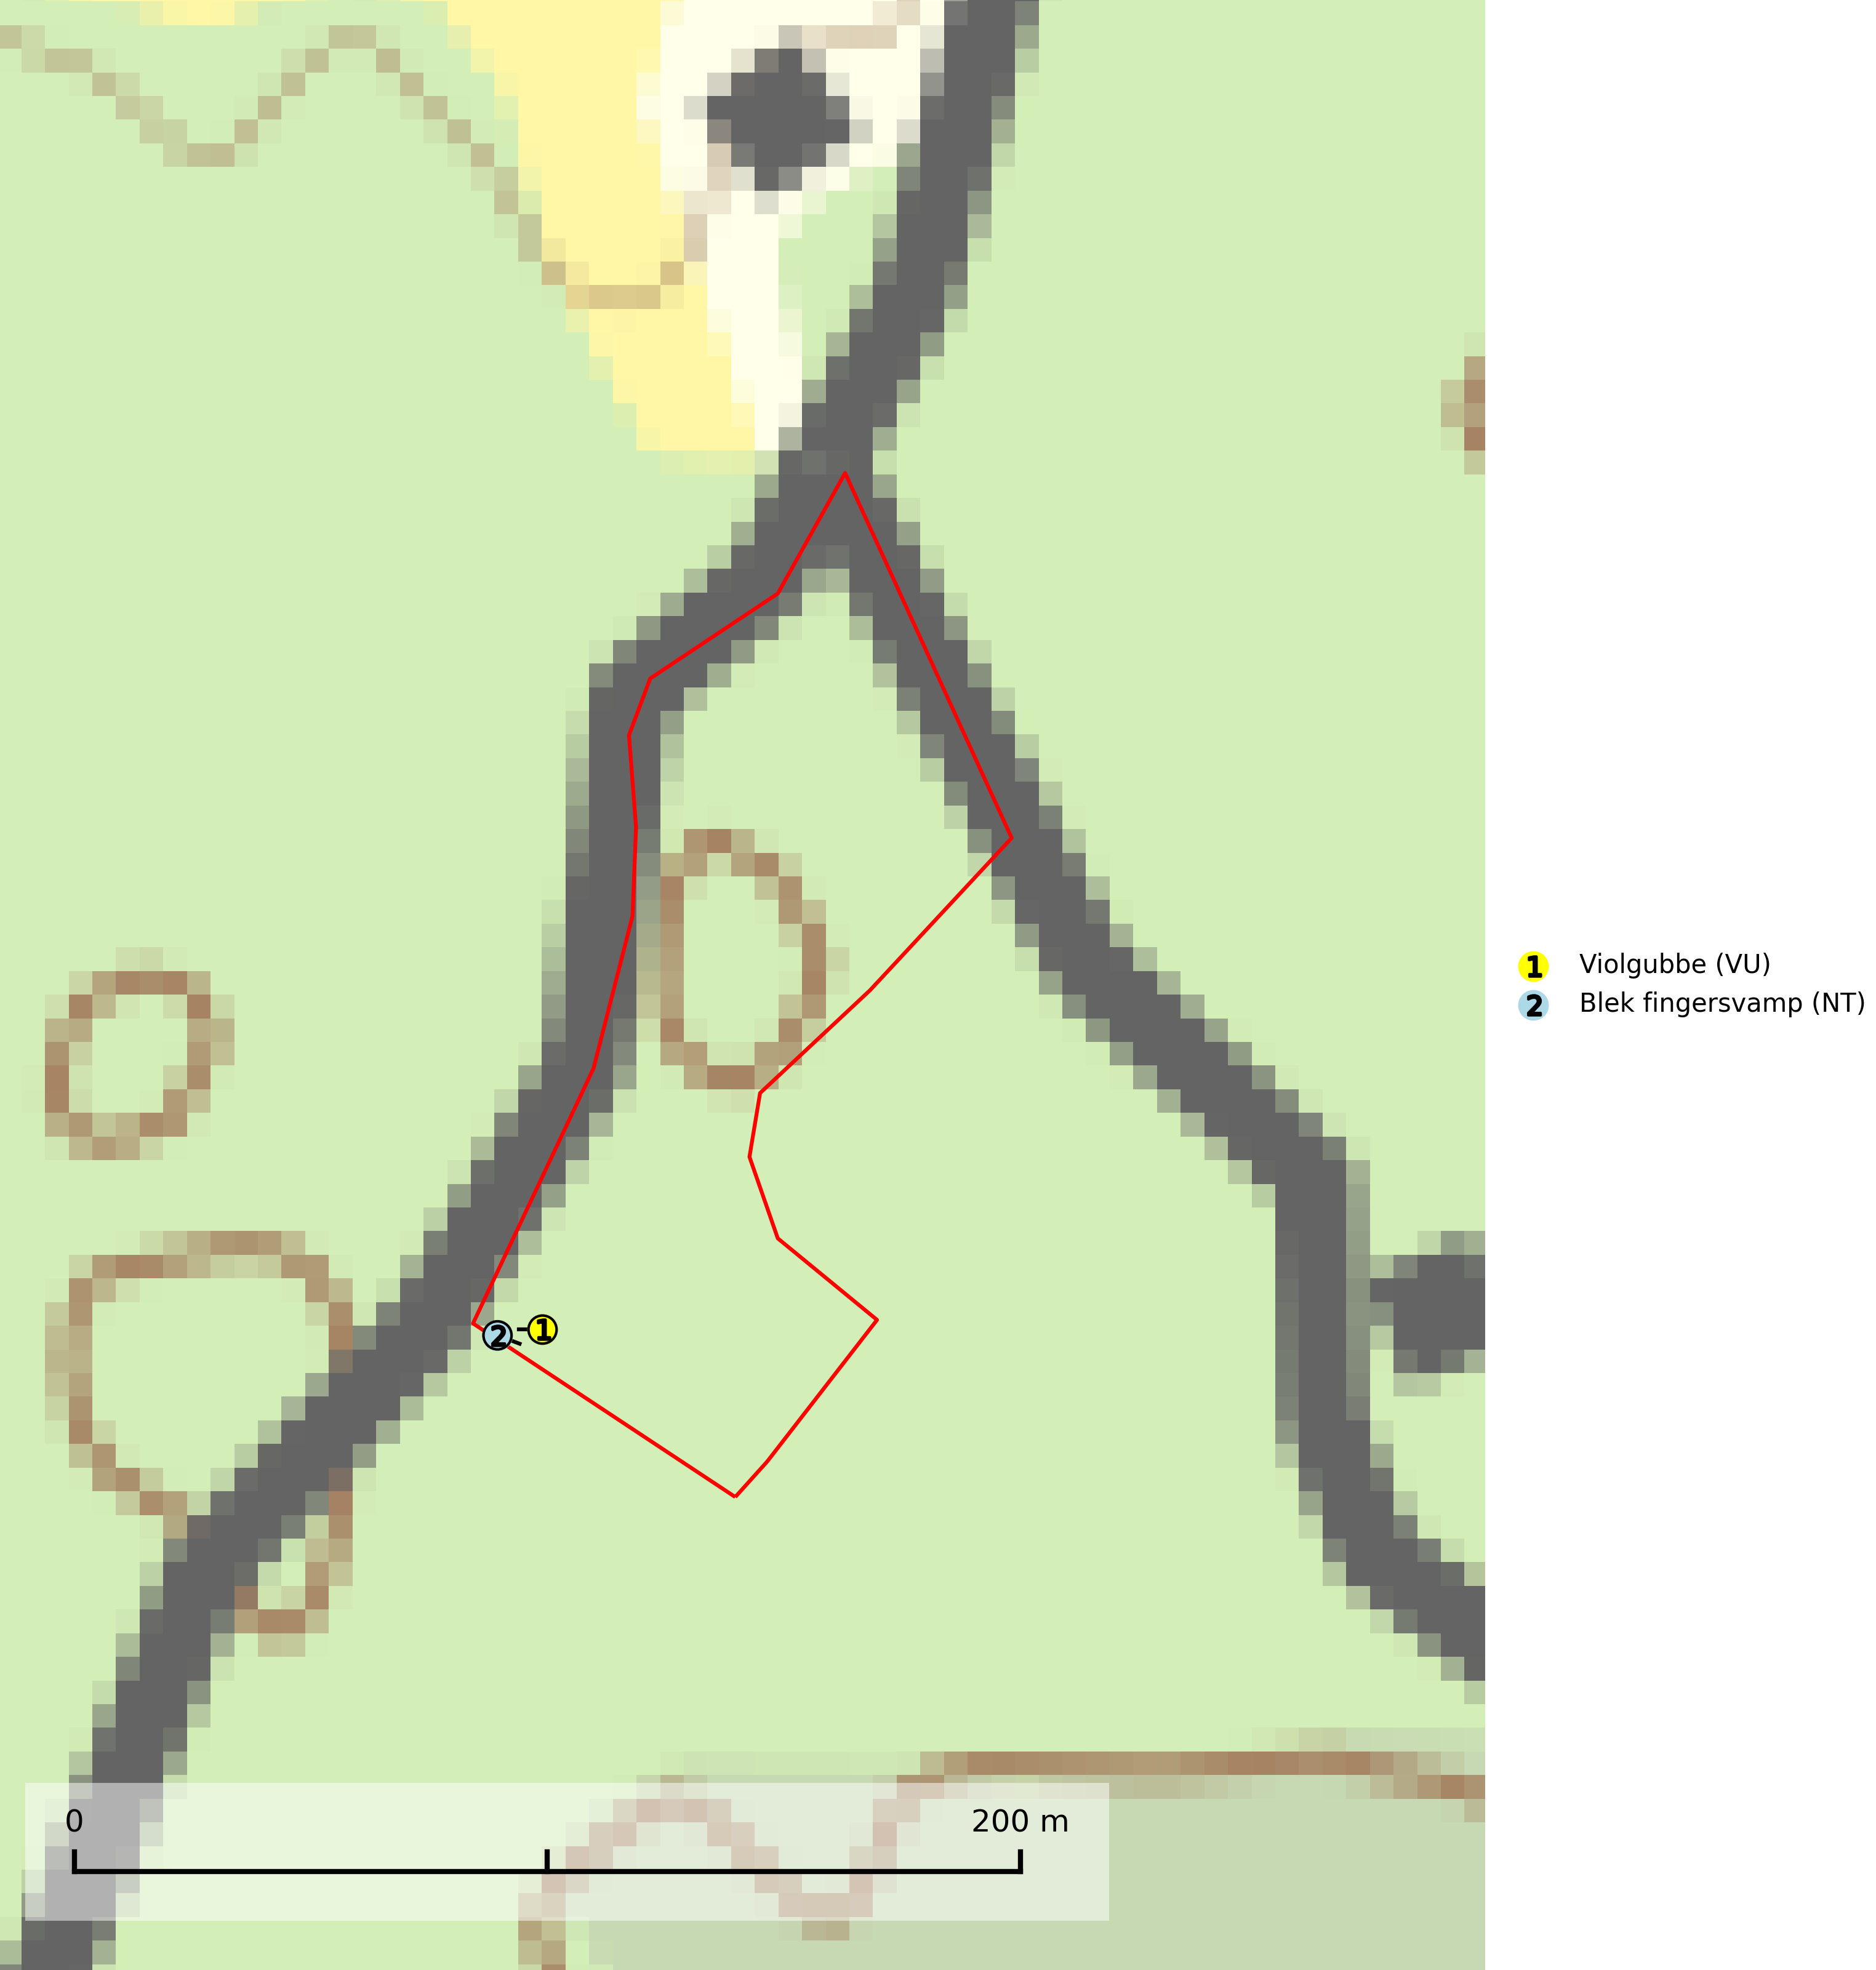 1 Violgubbe (VU)
2 Blek fingersvamp (NT)
2 1
0 200 m